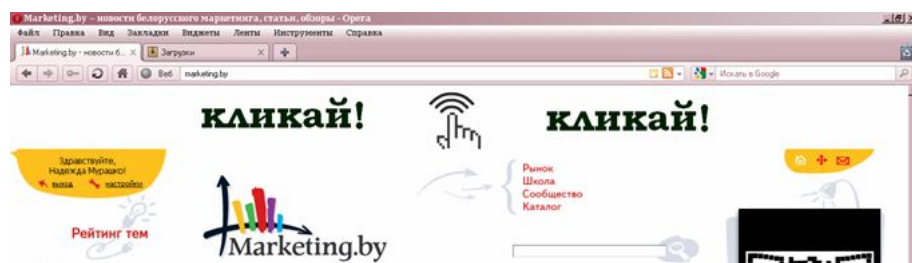 Marketing.by - новости белорусского маркетинга, статьи, обзоры - Opera
Файл Правка Вид Закладки Виджеты Ленты Инструменты Справка
Marketing.by - новости б... Загрузки
Веб marketing.by Искать в Google
кликай! кликай!
Здравствуйте,
Надежда Мурашко!
выход настройки
Рынок
Школа
Сообщество
Каталог
Рейтинг тем
Marketing.by